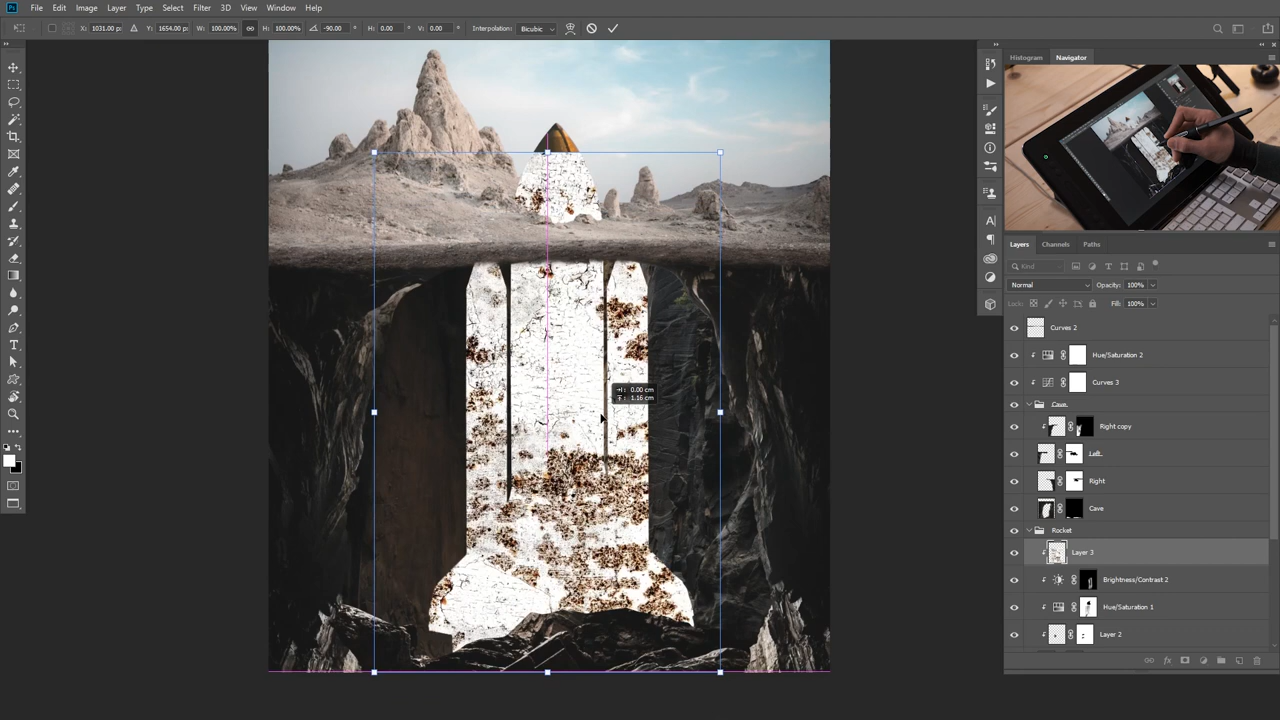 Ps File Edit Image Layer Type Select Filter 3D View Window Help
X: 1031.00 p: Y: 1654.00 p: W: 100.00% H: 100.00% -90.00 ° H: 0.00 ° V: 0.00 ° Interpolation: Bicubic
Histogram Navigator
Layers Channels Paths
Kind
Normal Opacity: 100%
Lock: Fill: 100%
Curves 2
Hue/Saturation 2
Curves 3
Cave
Right copy
Left
Right
Cave
Rocket
Layer 3
Brightness/Contrast 2
Hue/Saturation 1
Layer 2
H: 0.00 cm
1.16 cm